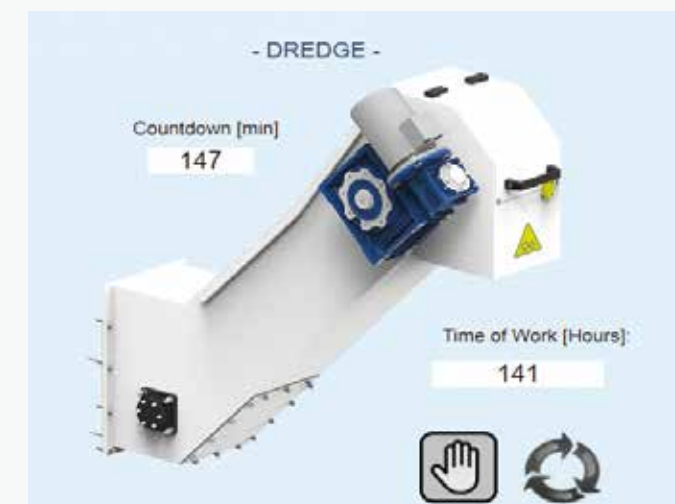 - DREDGE -
Countdown [min]
147
Time of Work [Hours]:
141